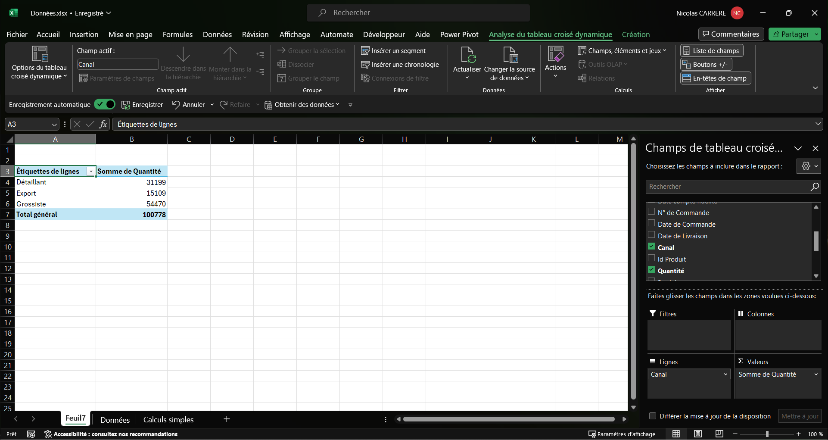 Données.xlsx • Enregistré
Rechercher
Nicolas CARRERE NC
Fichier Accueil Insertion Mise en page Formules Données Révision Affichage Automate Développeur Aide Power Pivot Analyse du tableau croisé dynamique Création Commentaires Partager
Options du tableau croisé dynamique
Champ actif :
Canal
Paramètres de champs
Descendre dans la hiérarchie
Monter dans la hiérarchie
Champ actif
Grouper la sélection
Dissocier
Grouper le champ
Groupe
Insérer un segment
Insérer une chronologie
Connexions de filtre
Filtrer
Actualiser
Changer la source de données
Données
Actions
Champs, éléments et jeux
Outils OLAP
Relations
Calculs
Liste de champs
Boutons +/-
En-têtes de champ
Afficher
Enregistrement automatique Enregistrer Annuler Refaire Obtenir des données
A3 fx Étiquettes de lignes
A B C D E F G H I J K L M
1
2
3 Étiquettes de lignes Somme de Quantité
4 Détaillant 31199
5 Export 15109
6 Grossiste 54470
7 Total général 100778
8
9
10
11
12
13
14
15
16
17
18
19
20
21
22
23
24
25
Champs de tableau croisé...
Choisissez les champs à inclure dans le rapport :
Rechercher
N° de Commande
Date de Commande
Date de Livraison
Canal
Id Produit
Quantité
Faites glisser les champs dans les zones voulues ci-dessous:
Filtres Colonnes
Lignes Σ Valeurs
Canal Somme de Quantité
Différer la mise à jour de la disposition Mettre à jour
Feuil7 Données Calculs simples +
Prêt Accessibilité : consultez nos recommandations Paramètres d'affichage - + 100 %